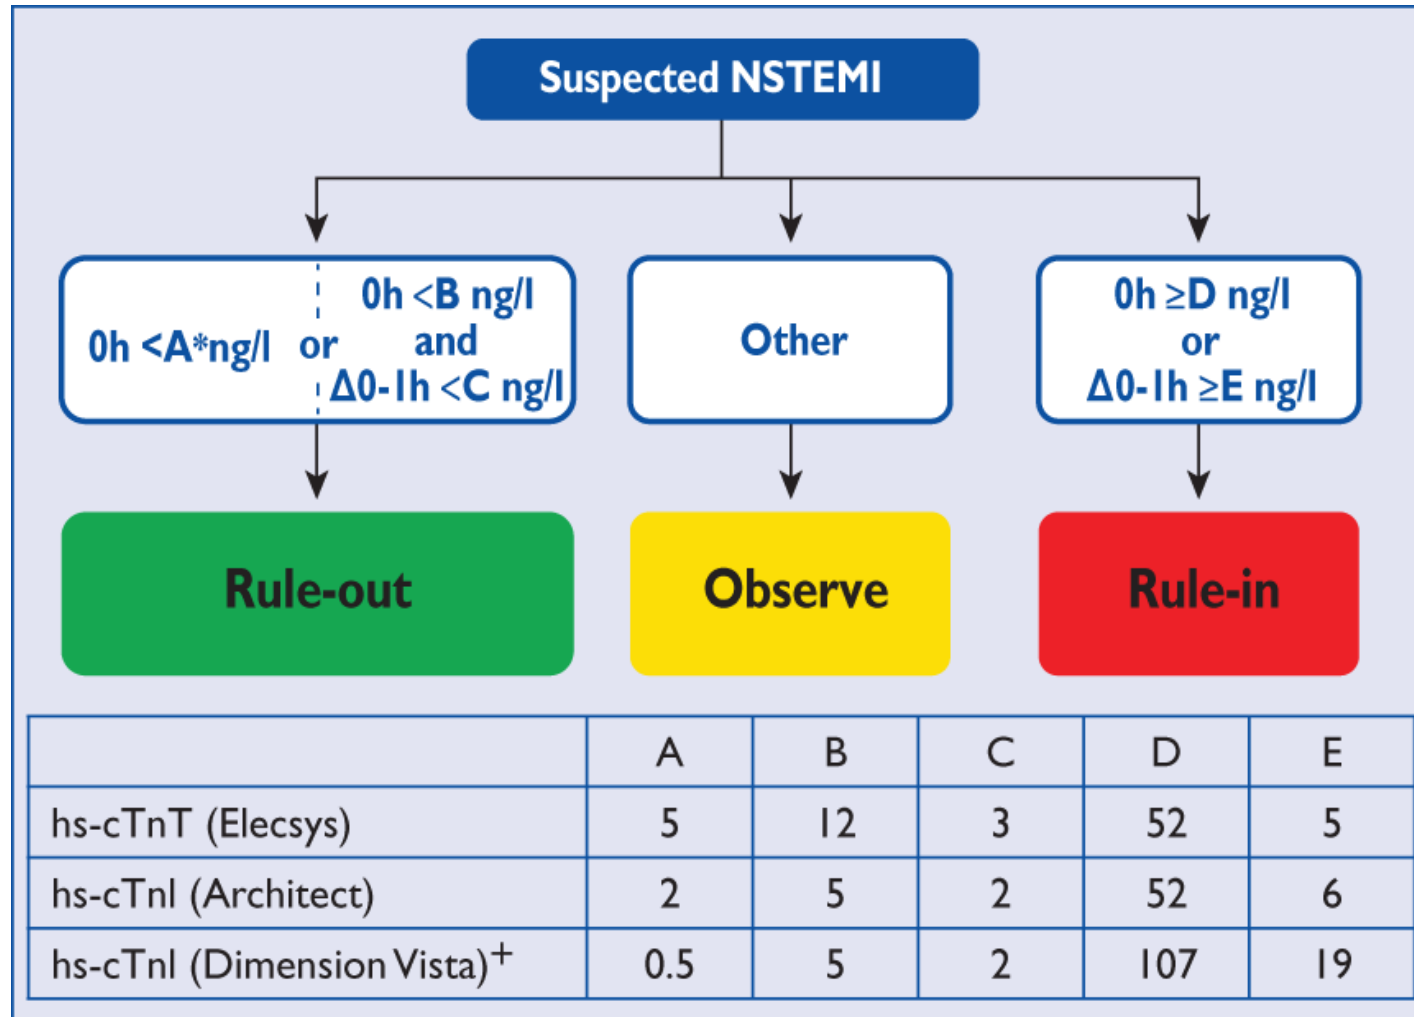 Suspected NSTEMI
0h <A*ng/l
or
0h <B ng/l
and
Δ0-1h <C ng/l
Other
0h ≥D ng/l
or
Δ0-1h ≥E ng/l
Rule-out
Observe
Rule-in
A B C D E
hs-cTnT (Elecsys) 5 12 3 52 5
hs-cTnl (Architect) 2 5 2 52 6
hs-cTnl (Dimension Vista)+ 0.5 5 2 107 19